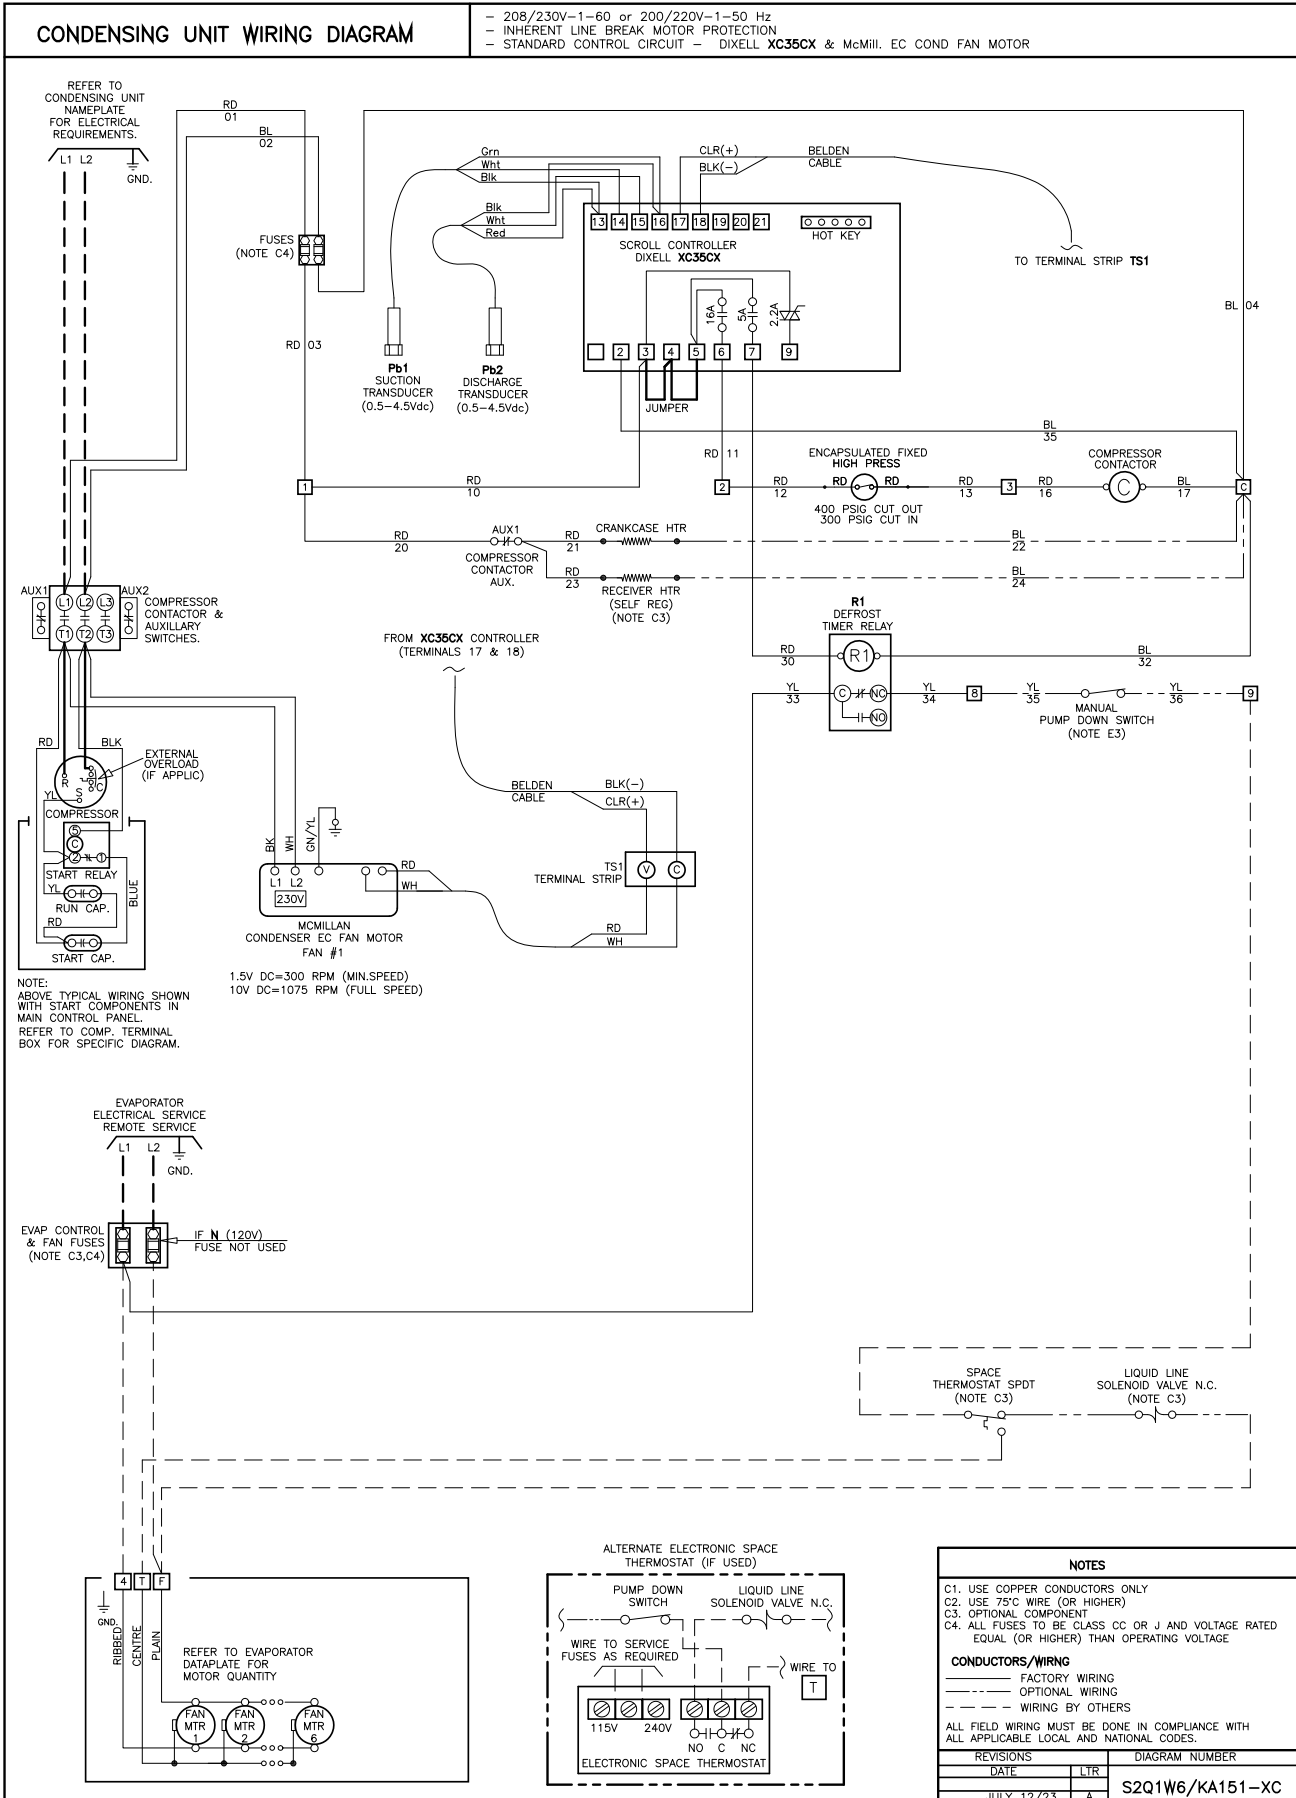 CONDENSING UNIT WIRING DIAGRAM
- 208/230V-1-60 or 200/220V-1-50 Hz
- INHERENT LINE BREAK MOTOR PROTECTION
- STANDARD CONTROL CIRCUIT - DIXELL XC35CX & McMill. EC COND FAN MOTOR
REFER TO
CONDENSING UNIT
NAMEPLATE
FOR ELECTRICAL
REQUIREMENTS.
L1 L2
GND.
RD
01
BL
02
FUSES
(NOTE C4)
RD 03
Grn
Wht
Blk
Blk
Wht
Red
CLR(+)
BLK(-)
BELDEN
CABLE
TO TERMINAL STRIP TS1
BL 04
13 14 15 16 17 18 19 20 21
HOT KEY
SCROLL CONTROLLER
DIXELL XC35CX
16A
5A
2.2A
2 3 4 5 6 7 9
JUMPER
Pb1
SUCTION
TRANSDUCER
(0.5-4.5Vdc)
Pb2
DISCHARGE
TRANSDUCER
(0.5-4.5Vdc)
BL
35
RD 11
ENCAPSULATED FIXED
HIGH PRESS
COMPRESSOR
CONTACTOR
1
RD
10
2
RD
12
RD
RD
RD
13
3
RD
16
C
BL
17
C
400 PSIG CUT OUT
300 PSIG CUT IN
RD
20
AUX1
COMPRESSOR
CONTACTOR
AUX.
RD
21
CRANKCASE HTR
BL
22
RD
23
RECEIVER HTR
(SELF REG)
(NOTE C3)
BL
24
AUX1
L1 L2 L3
T1 T2 T3
AUX2
COMPRESSOR
CONTACTOR &
AUXILLARY
SWITCHES.
FROM XC35CX CONTROLLER
(TERMINALS 17 & 18)
R1
DEFROST
TIMER RELAY
RD
30
R1
BL
32
YL
33
C
NC
NO
YL
34
8
YL
35
MANUAL
PUMP DOWN SWITCH
(NOTE E3)
YL
36
9
RD
BLK
EXTERNAL
OVERLOAD
(IF APPLIC)
R
S
C
YL
COMPRESSOR
5
C
2
1
START RELAY
YL
RUN CAP.
RD
START CAP.
BLUE
BK
WH
GN/YL
L1 L2
230V
RD
WH
MCMILLAN
CONDENSER EC FAN MOTOR
FAN #1
1.5V DC=300 RPM (MIN.SPEED)
10V DC=1075 RPM (FULL SPEED)
BELDEN
CABLE
BLK(-)
CLR(+)
TS1
TERMINAL STRIP
V
C
RD
WH
NOTE:
ABOVE TYPICAL WIRING SHOWN
WITH START COMPONENTS IN
MAIN CONTROL PANEL.
REFER TO COMP. TERMINAL
BOX FOR SPECIFIC DIAGRAM.
EVAPORATOR
ELECTRICAL SERVICE
REMOTE SERVICE
L1 L2
GND.
EVAP CONTROL
& FAN FUSES
(NOTE C3,C4)
IF N (120V)
FUSE NOT USED
SPACE
THERMOSTAT SPDT
(NOTE C3)
LIQUID LINE
SOLENOID VALVE N.C.
(NOTE C3)
4 T F
GND.
RIBBED
CENTRE
PLAIN
REFER TO EVAPORATOR
DATAPLATE FOR
MOTOR QUANTITY
FAN
MTR
1
FAN
MTR
2
FAN
MTR
6
ALTERNATE ELECTRONIC SPACE
THERMOSTAT (IF USED)
PUMP DOWN
SWITCH
LIQUID LINE
SOLENOID VALVE N.C.
WIRE TO SERVICE
FUSES AS REQUIRED
WIRE TO
T
115V 240V
NO C NC
ELECTRONIC SPACE THERMOSTAT
NOTES
C1. USE COPPER CONDUCTORS ONLY
C2. USE 75°C WIRE (OR HIGHER)
C3. OPTIONAL COMPONENT
C4. ALL FUSES TO BE CLASS CC OR J AND VOLTAGE RATED
EQUAL (OR HIGHER) THAN OPERATING VOLTAGE
CONDUCTORS/WIRNG
FACTORY WIRING
OPTIONAL WIRING
WIRING BY OTHERS
ALL FIELD WIRING MUST BE DONE IN COMPLIANCE WITH
ALL APPLICABLE LOCAL AND NATIONAL CODES.
REVISIONS
DIAGRAM NUMBER
DATE LTR
S2Q1W6/KA151-XC
JULY 12/23 A